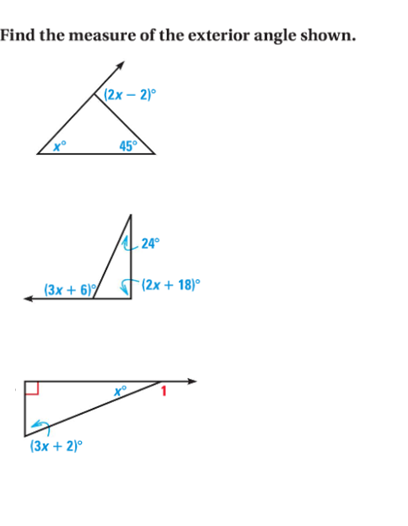 Find the measure of the exterior angle shown.
(2x – 2)°
x° 45°
24°
(3x + 6)° (2x + 18)°
x° 1
(3x + 2)°